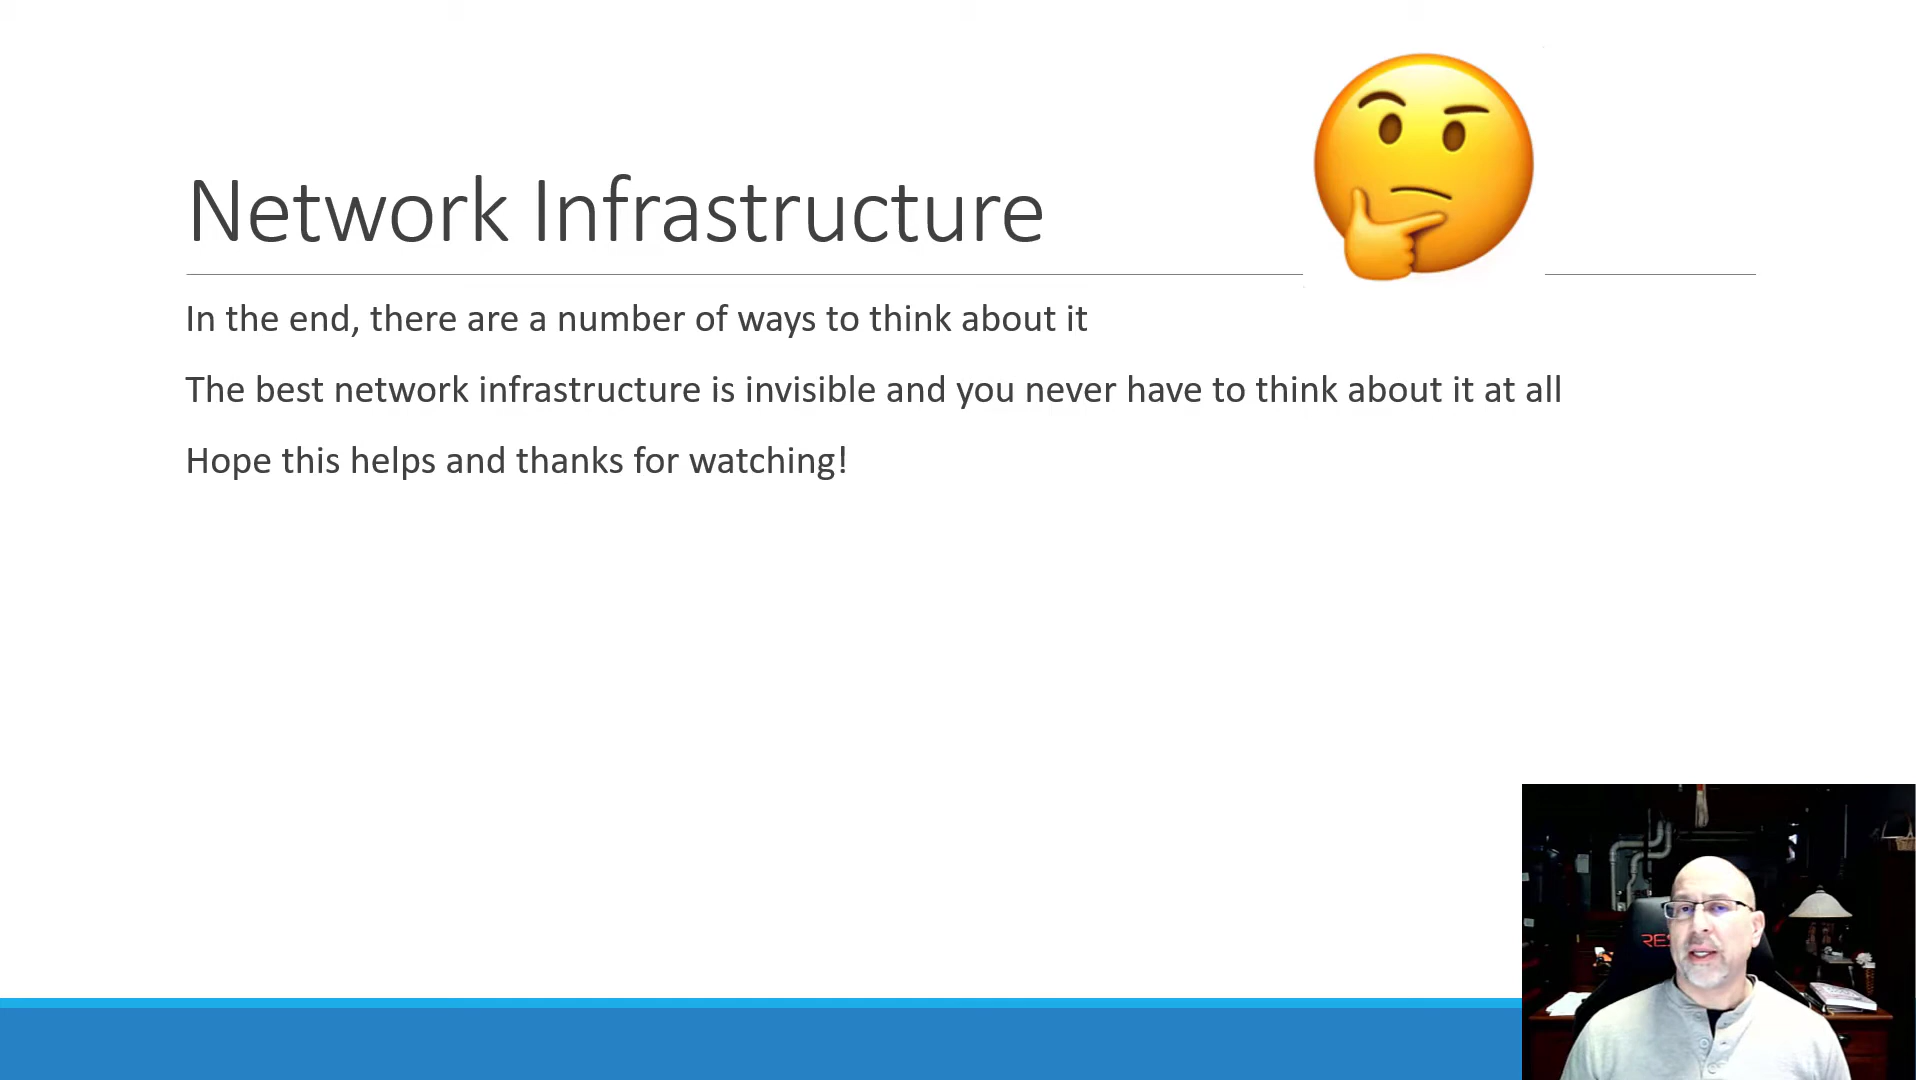 Network Infrastructure
In the end, there are a number of ways to think about it
The best network infrastructure is invisible and you never have to think about it at all
Hope this helps and thanks for watching!